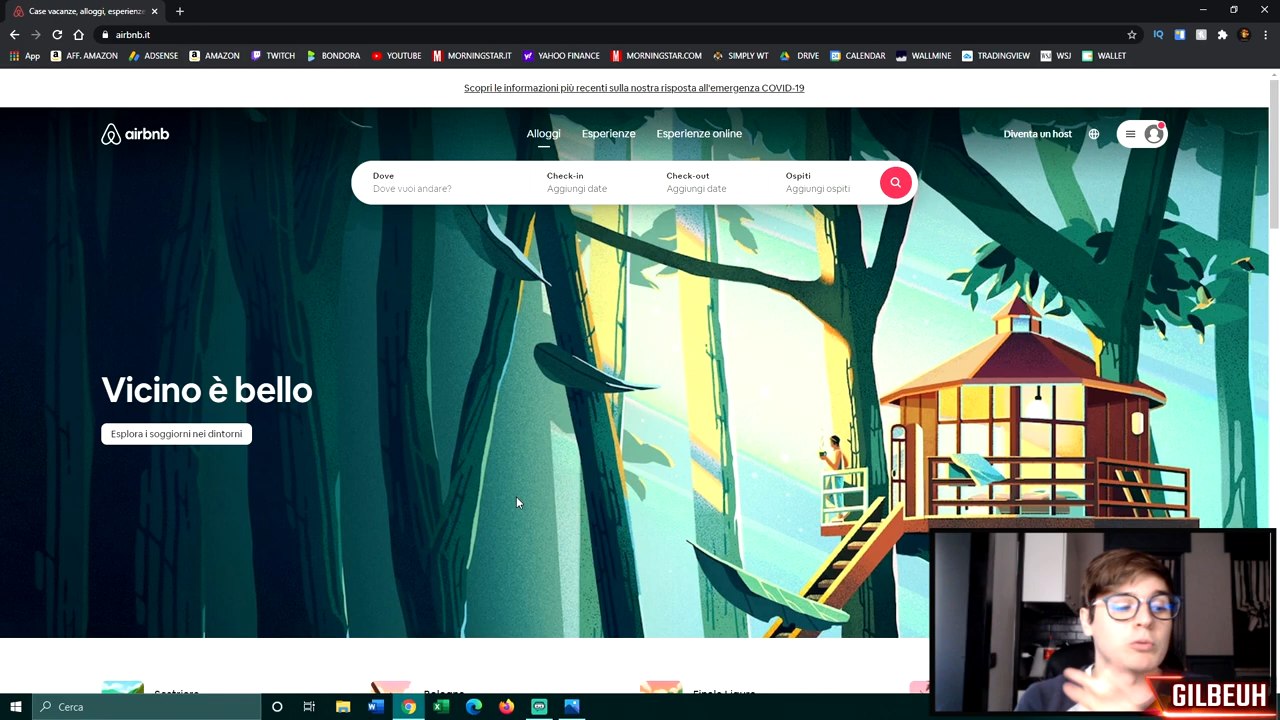 Case vacanze, alloggi, esperienze
airbnb.it
App AFF. AMAZON ADSENSE AMAZON TWITCH BONDORA YOUTUBE MORNINGSTAR.IT YAHOO FINANCE MORNINGSTAR.COM SIMPLY WT DRIVE CALENDAR WALLMINE TRADINGVIEW WSJ WALLET
Scopri le informazioni più recenti sulla nostra risposta all'emergenza COVID-19
airbnb Alloggi Esperienze Esperienze online Diventa un host
Dove Check-in Check-out Ospiti
Dove vuoi andare? Aggiungi date Aggiungi date Aggiungi ospiti
Vicino è bello
Esplora i soggiorni nei dintorni
GILBEUH
Cerca